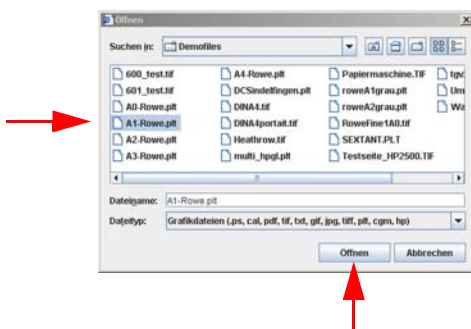 Öffnen
Suchen in: Demofiles
600_test.tif A4-Rowe.plt Papiermaschine.TIF tgv
601_test.tif DCSindelfingen.plt roweA1grau.plt Um
A0-Rowe.plt DINA4.tif roweA2grau.plt Wa
A1-Rowe.plt DINA4portait.tif RoweFine1A0.tif
A2-Rowe.plt Heathrow.tif SEXTANT.PLT
A3-Rowe.plt multi_hpgl.plt Testseite_HP2500.TIF
Dateiname: A1-Rowe.plt
Dateityp: Grafikdateien (.ps, cal, pdf, tif, txt, gif, jpg, tiff, plt, cgm, hp)
Öffnen Abbrechen